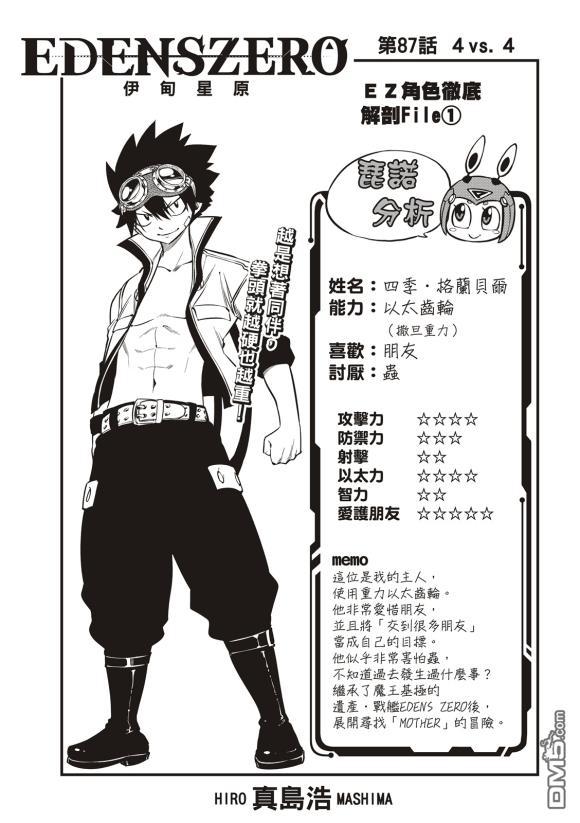 EDENSZERO
伊甸星原
第87話 4 vs. 4
EZ角色徹底
解剖File①
琵諾
分析
越是想著同伴。
拳頭就越硬也越重！
姓名：四季・格蘭貝爾
能力：以太齒輪
（撒旦重力）
喜歡：朋友
討厭：蟲
攻擊力 ☆☆☆☆
防禦力 ☆☆☆
射擊 ☆☆
以太力 ☆☆☆☆
智力 ☆☆
愛護朋友 ☆☆☆☆☆
memo
這位是我的主人，
使用重力以太齒輪。
他非常愛惜朋友，
並且將「交到很多朋友」
當成自己的目標。
他似乎非常害怕蟲，
不知道過去發生過什麼事？
繼承了魔王基極的
遺產，戰艦EDENS ZERO後，
展開尋找「MOTHER」的冒險。
HIRO 真島浩 MASHIMA
DM5.com